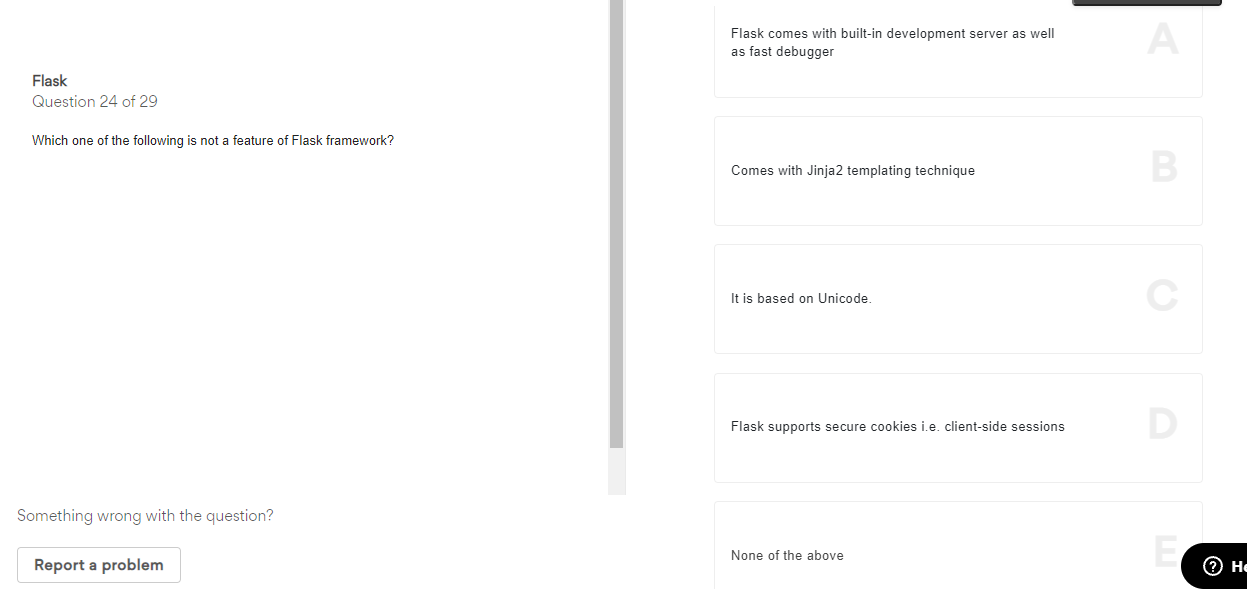 Flask
Question 24 of 29
Which one of the following is not a feature of Flask framework?
Something wrong with the question?
Report a problem
Flask comes with built-in development server as well
as fast debugger
A
Comes with Jinja2 templating technique
B
It is based on Unicode.
C
Flask supports secure cookies i.e. client-side sessions
D
None of the above
E